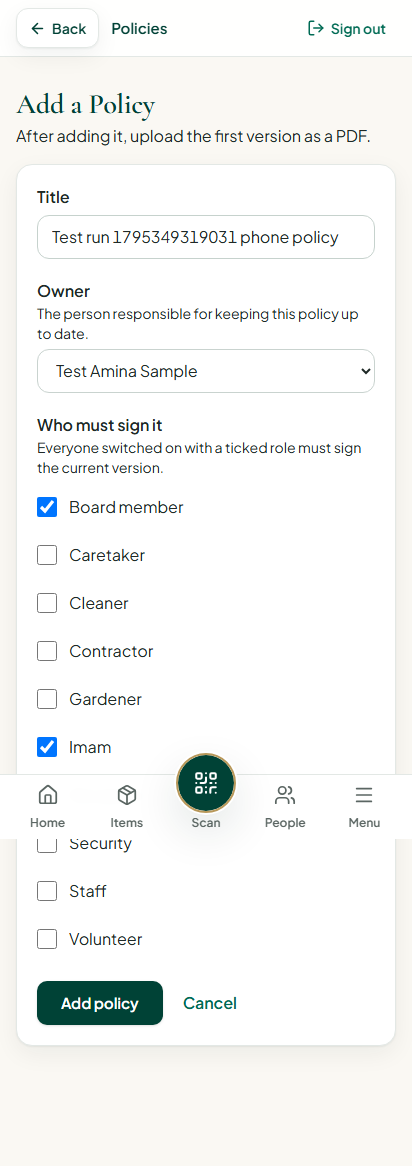 Back
Policies
Sign out
Add a Policy
After adding it, upload the first version as a PDF.
Title
Test run 1795349319031 phone policy
Owner
The person responsible for keeping this policy up
to date.
Test Amina Sample
Who must sign it
Everyone switched on with a ticked role must sign
the current version.
Board member
Caretaker
Cleaner
Contractor
Gardener
Imam
Home
Items
Scan
People
Menu
Security
Staff
Volunteer
Add policy
Cancel